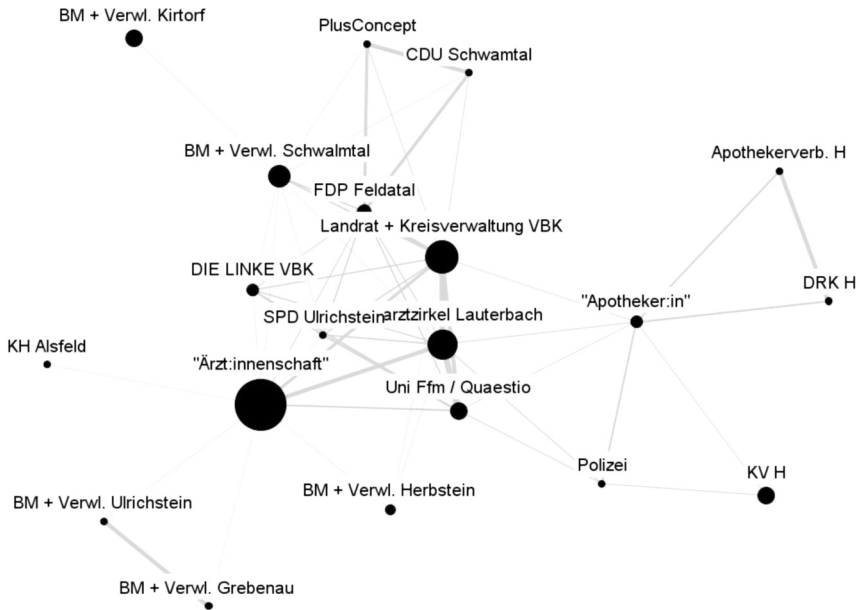 BM + Verwl. Kirtorf
PlusConcept
CDU Schwamtal
BM + Verwl. Schwalmtal
Apothekerverb. H
FDP Feldatal
Landrat + Kreisverwaltung VBK
DIE LINKE VBK
DRK H
"Apotheker:in"
SPD Ulrichstein
arztzirkel Lauterbach
KH Alsfeld
"Ärzt:innenschaft"
Uni Ffm / Quaestio
Polizei
KV H
BM + Verwl. Herbstein
BM + Verwl. Ulrichstein
BM + Verwl. Grebenau